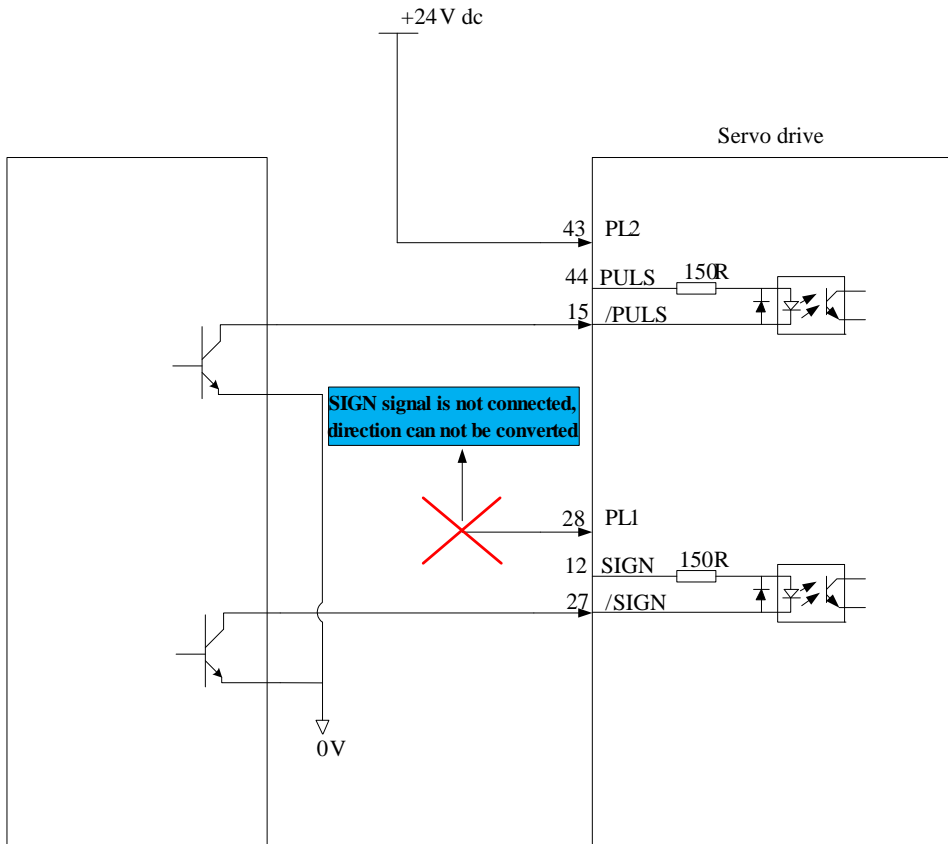 +24V dc
Servo drive
43 PL2
44 PULS 150R
15 /PULS
SIGN signal is not connected,
direction can not be converted
28 PL1
12 SIGN 150R
27 /SIGN
0V